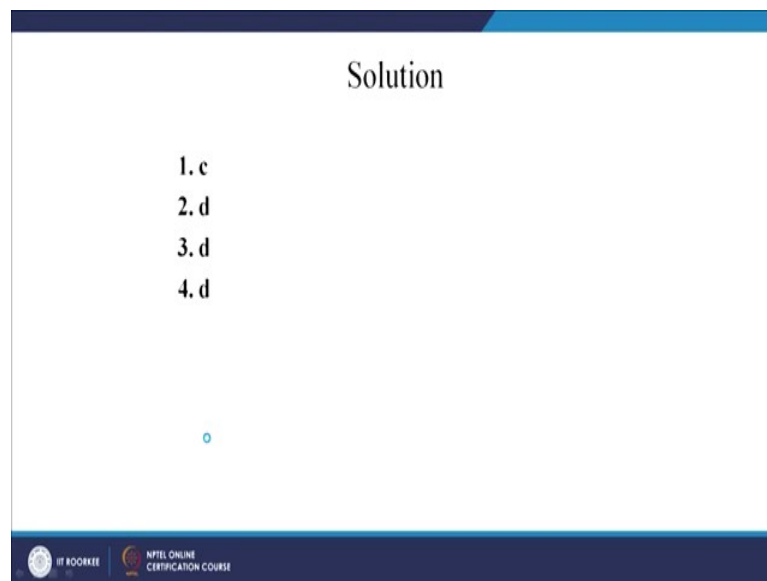 Solution
1. c
2. d
3. d
4. d
IIT ROORKEE
NPTEL ONLINE
CERTIFICATION COURSE